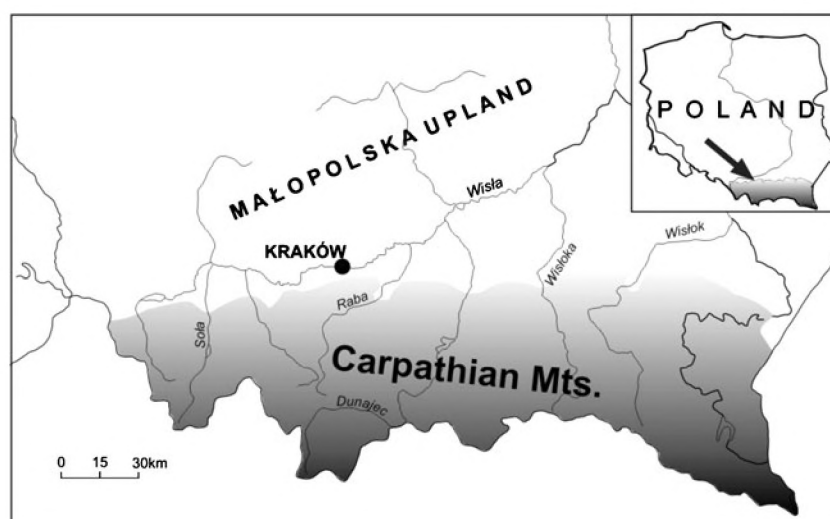 POLAND
MAŁOPOLSKA UPLAND
Wisła
KRAKÓW
Wisłok
Wisłoka
Raba
Soła
Carpathian Mts.
Dunajec
0 15 30km